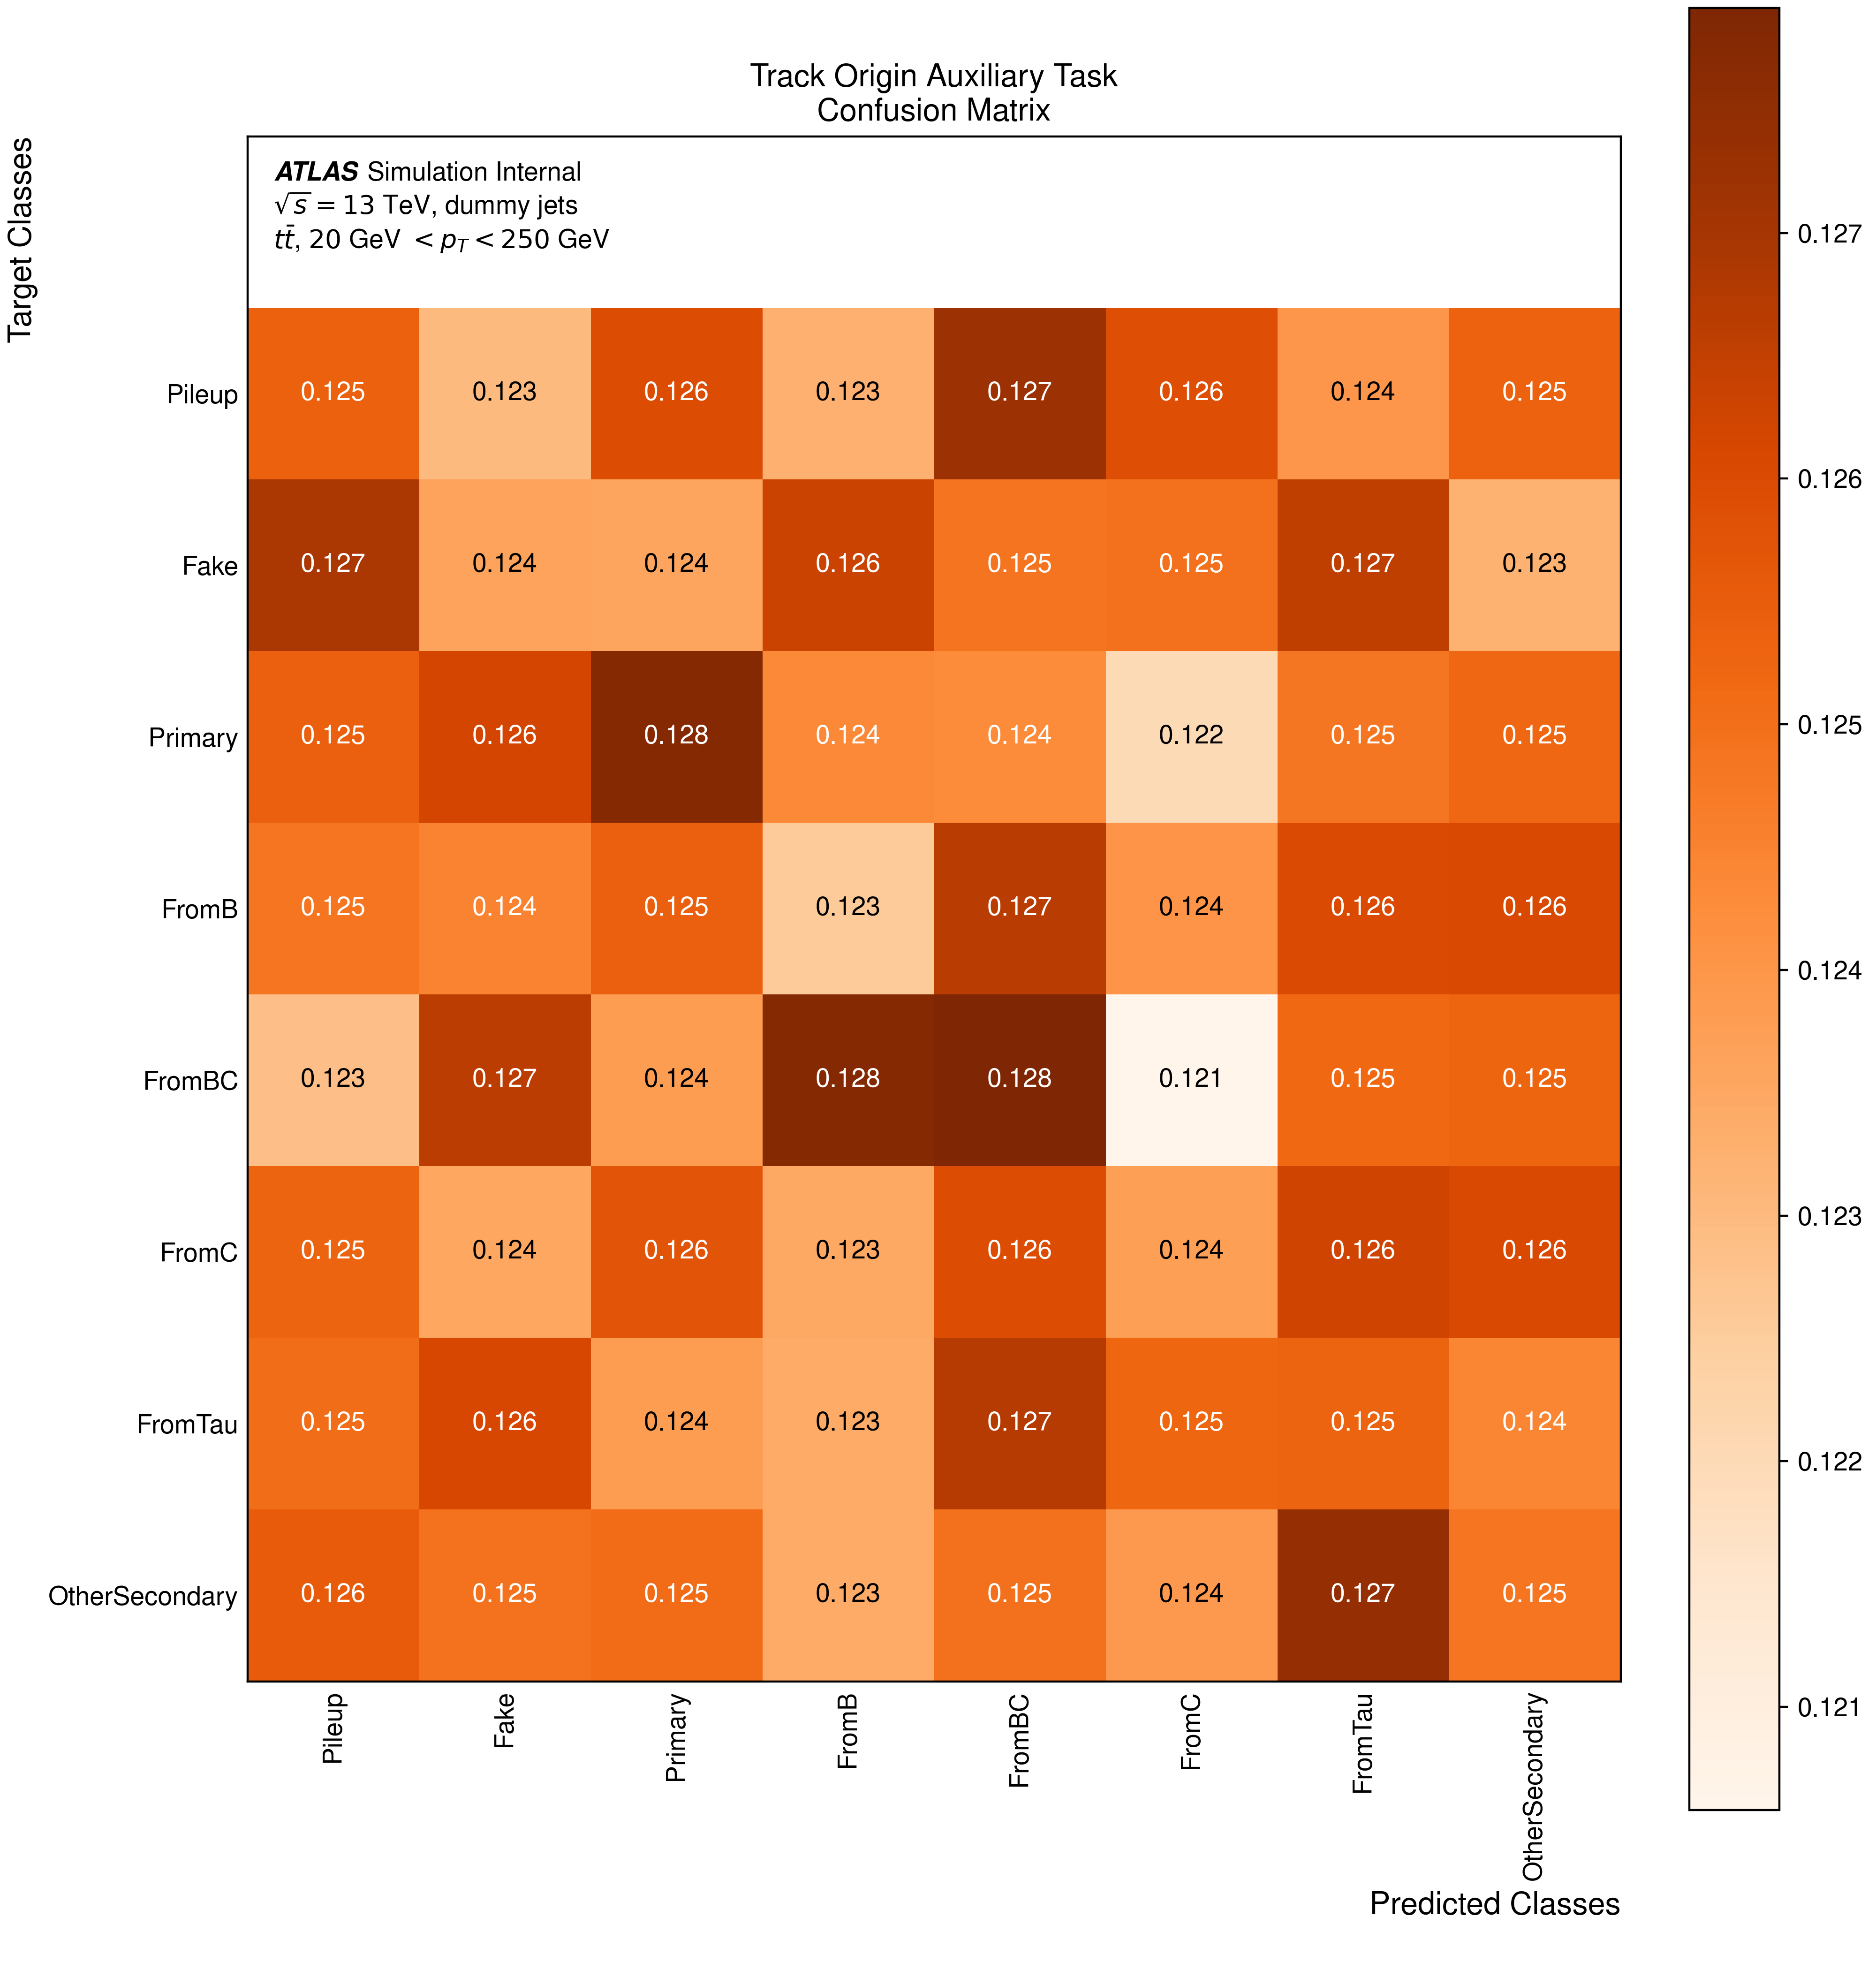 Track Origin Auxiliary Task
Confusion Matrix
Target Classes
ATLAS Simulation Internal
√s = 13 TeV, dummy jets
tt̄, 20 GeV < p_T < 250 GeV
Pileup 0.125 0.123 0.126 0.123 0.127 0.126 0.124 0.125
Fake 0.127 0.124 0.124 0.126 0.125 0.125 0.127 0.123
Primary 0.125 0.126 0.128 0.124 0.124 0.122 0.125 0.125
FromB 0.125 0.124 0.125 0.123 0.127 0.124 0.126 0.126
FromBC 0.123 0.127 0.124 0.128 0.128 0.121 0.125 0.125
FromC 0.125 0.124 0.126 0.123 0.126 0.124 0.126 0.126
FromTau 0.125 0.126 0.124 0.123 0.127 0.125 0.125 0.124
OtherSecondary 0.126 0.125 0.125 0.123 0.125 0.124 0.127 0.125
Pileup Fake Primary FromB FromBC FromC FromTau OtherSecondary
Predicted Classes
0.127
0.126
0.125
0.124
0.123
0.122
0.121